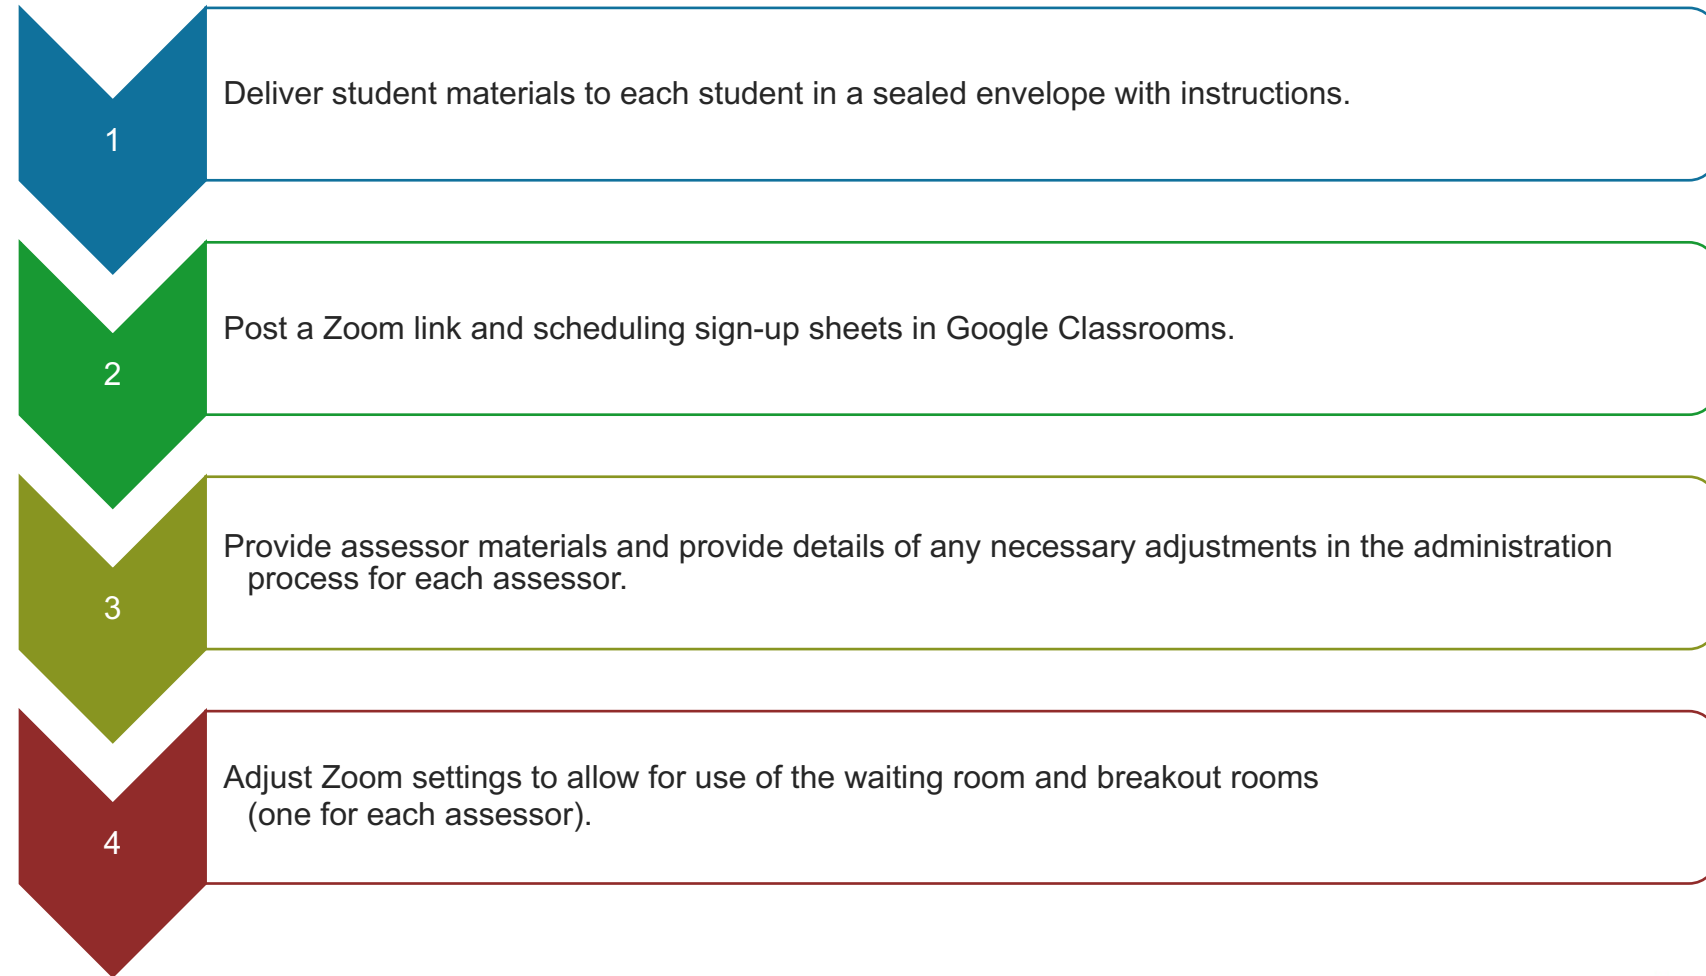 1
Deliver student materials to each student in a sealed envelope with instructions.
2
Post a Zoom link and scheduling sign-up sheets in Google Classrooms.
3
Provide assessor materials and provide details of any necessary adjustments in the administration
process for each assessor.
4
Adjust Zoom settings to allow for use of the waiting room and breakout rooms
(one for each assessor).